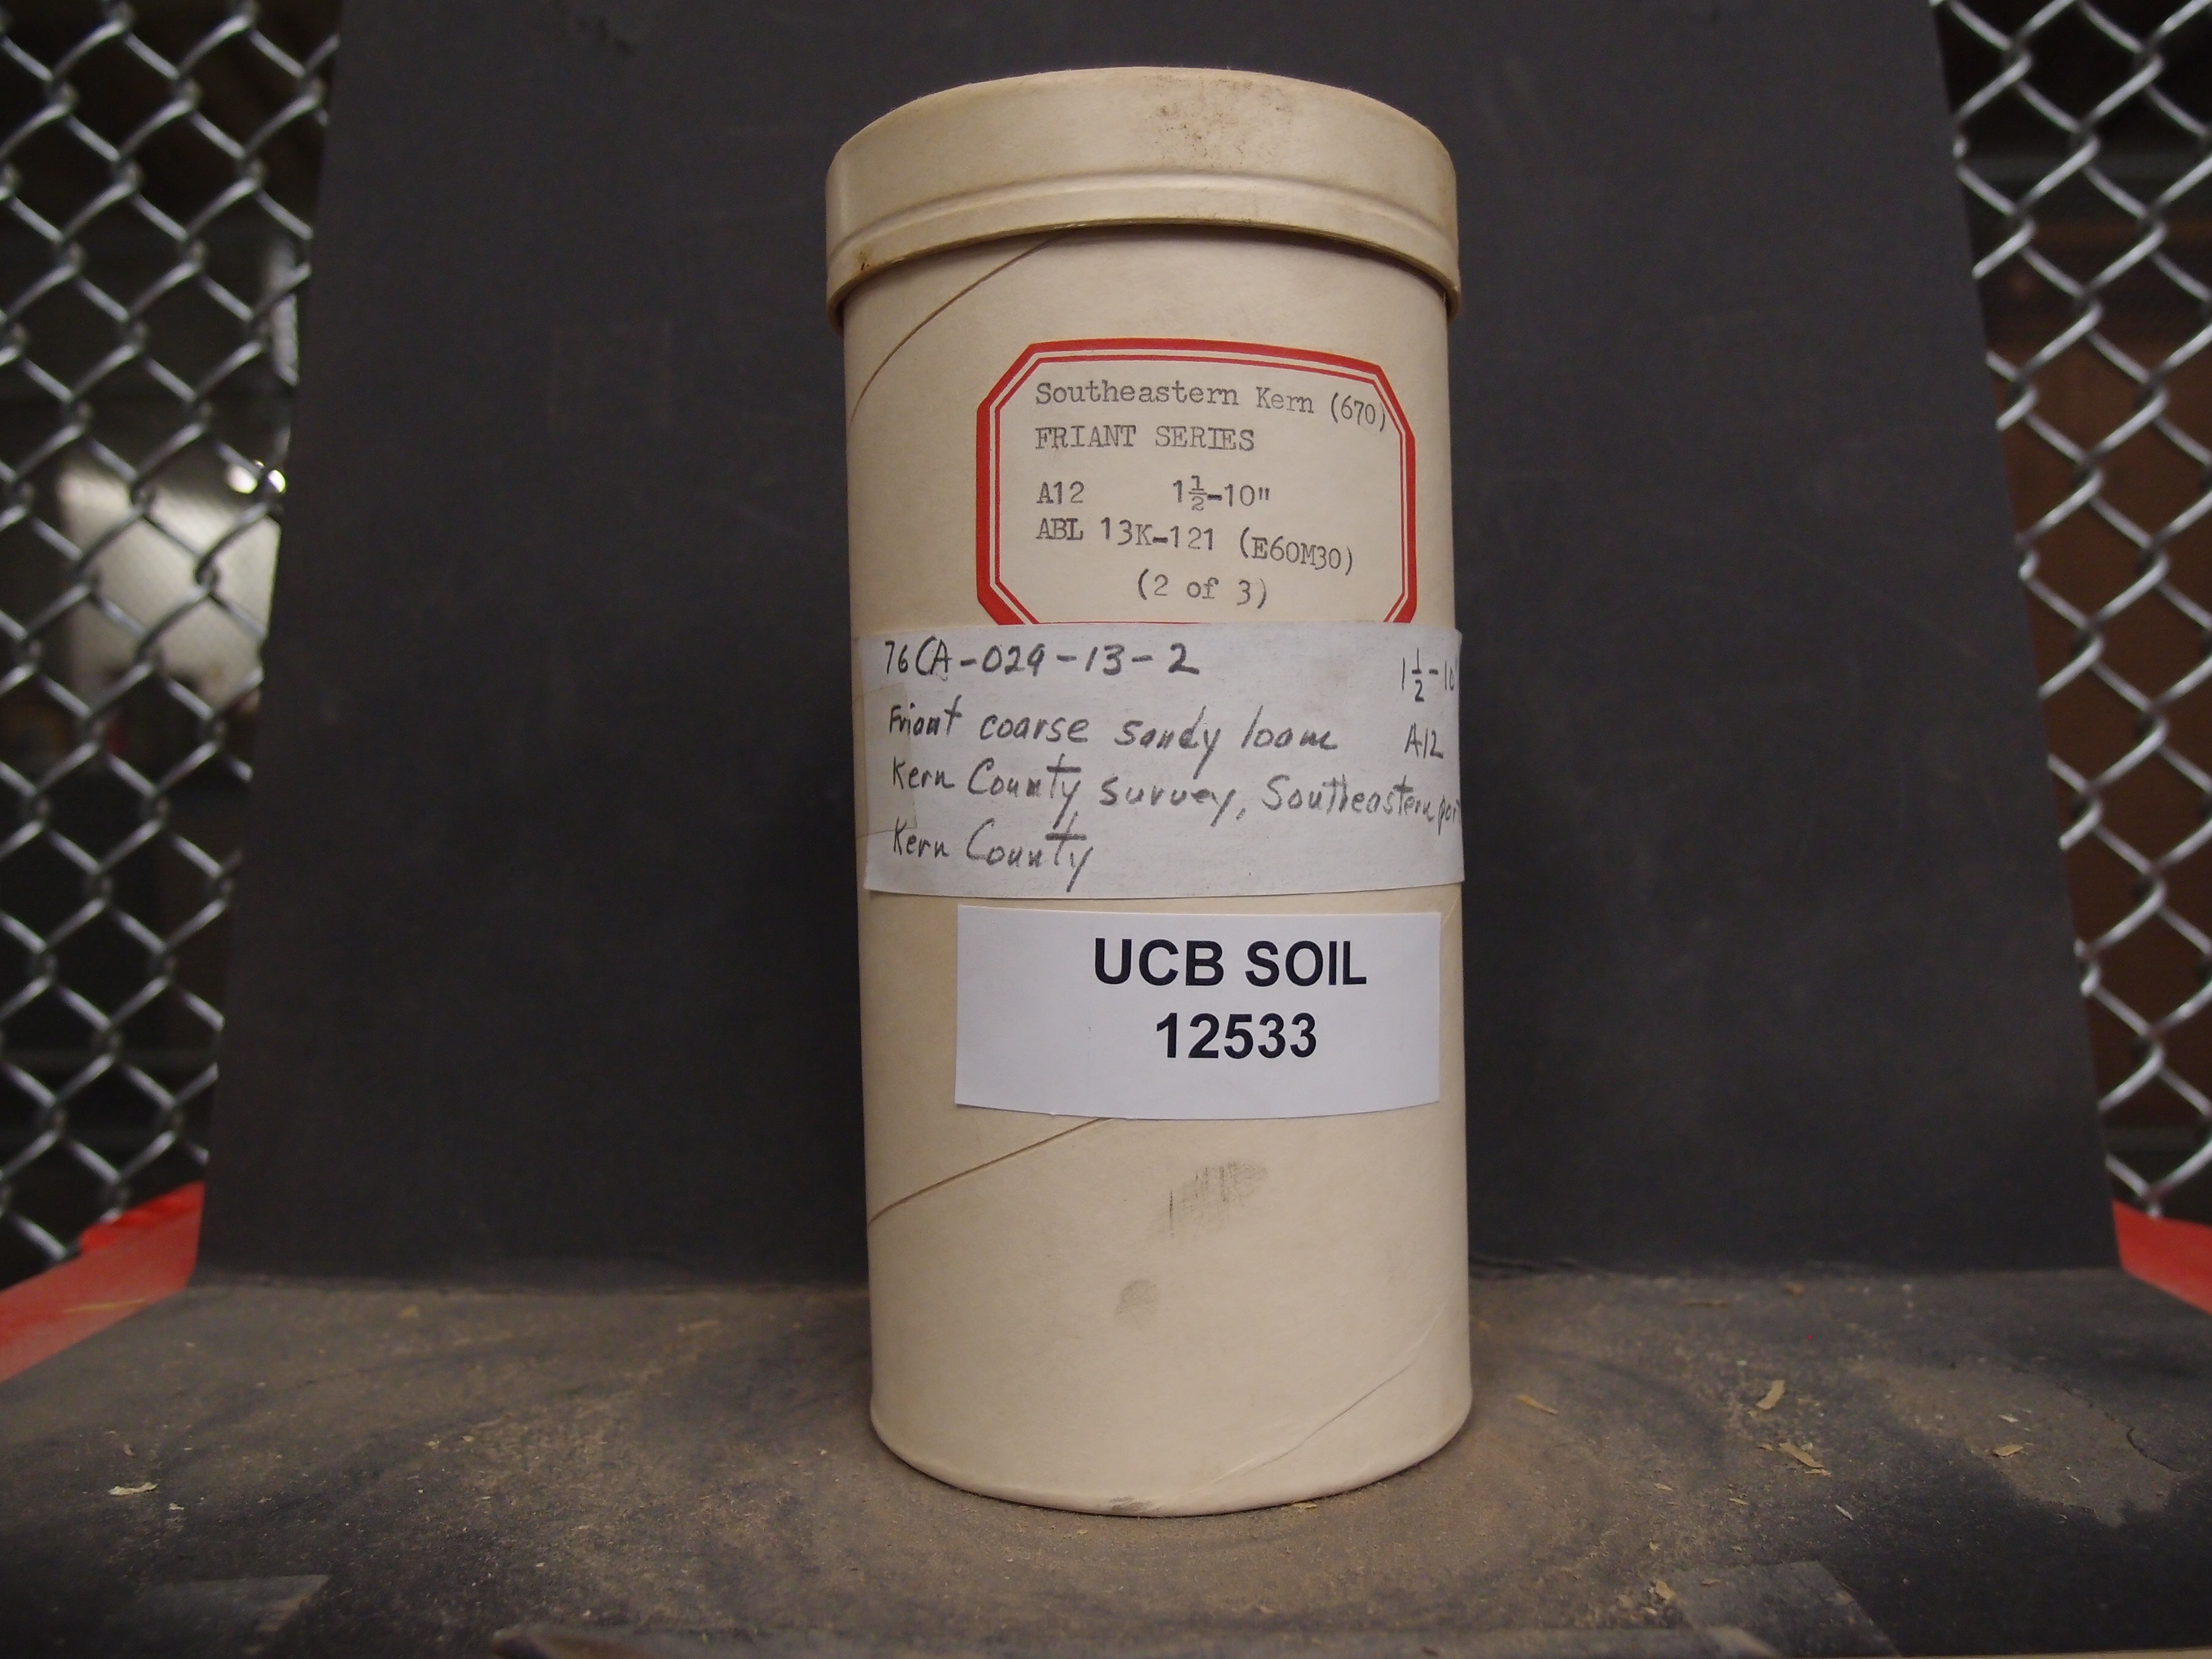 Southeastern Kern (670)
FRIANT SERIES
A12 1½-10"
ABL 13K-121 (E60M30)
(2 of 3)
76CA-029-13-2 1½-10"
Friant coarse sandy loam A12
Kern County survey, Southeastern par
Kern County
UCB SOIL
12533